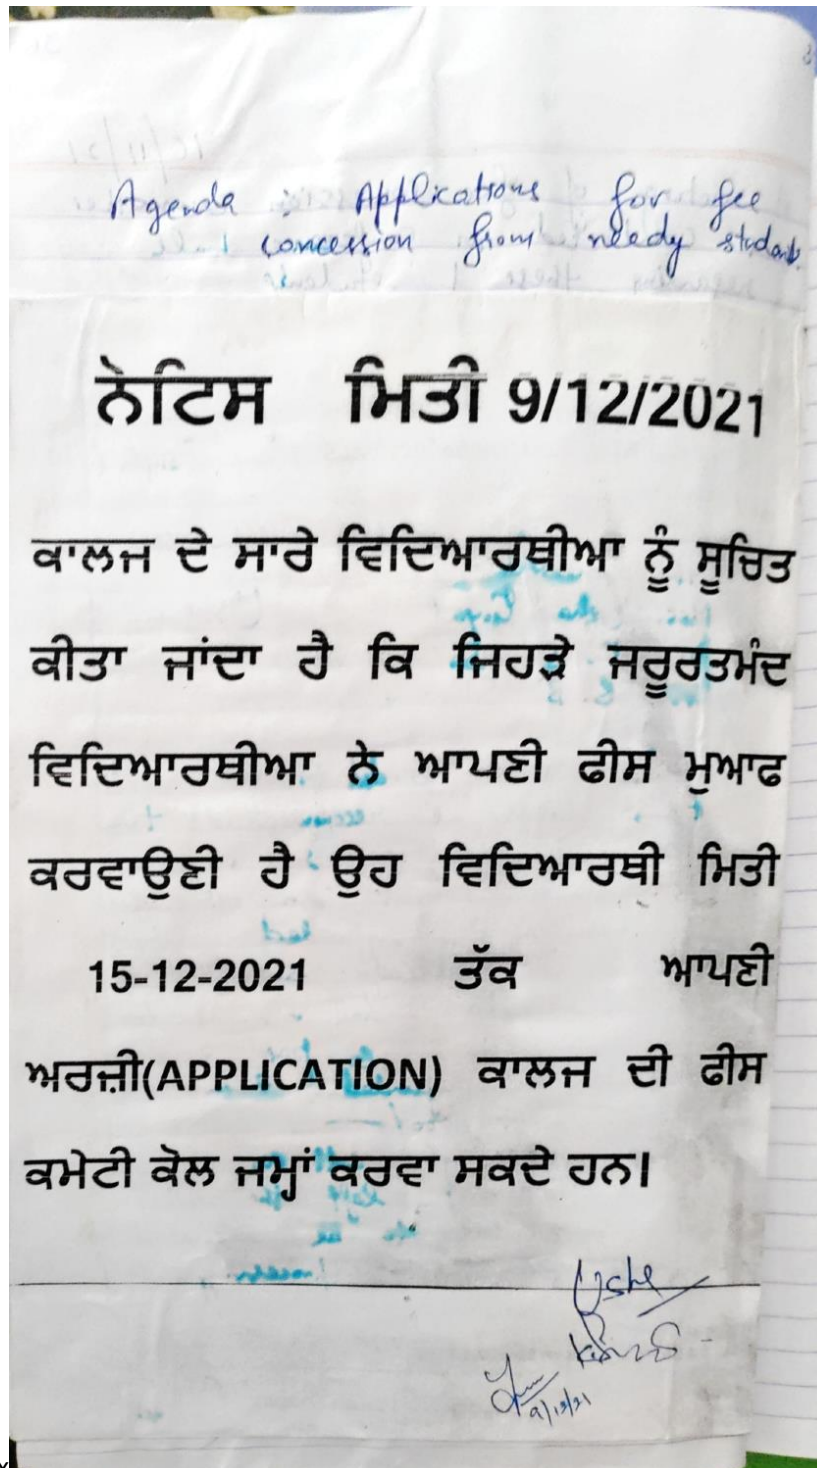 Agenda : Applications for fee
concession from needy students.
ਨੋਟਿਸ ਮਿਤੀ 9/12/2021
ਕਾਲਜ ਦੇ ਸਾਰੇ ਵਿਦਿਆਰਥੀਆ ਨੂੰ ਸੂਚਿਤ
ਕੀਤਾ ਜਾਂਦਾ ਹੈ ਕਿ ਜਿਹੜੇ ਜਰੂਰਤਮੰਦ
ਵਿਦਿਆਰਥੀਆ ਨੇ ਆਪਣੀ ਫੀਸ ਮੁਆਫ
ਕਰਵਾਉਣੀ ਹੈ ਉਹ ਵਿਦਿਆਰਥੀ ਮਿਤੀ
15-12-2021 ਤੱਕ ਆਪਣੀ
ਅਰਜ਼ੀ(APPLICATION) ਕਾਲਜ ਦੀ ਫੀਸ
ਕਮੇਟੀ ਕੋਲ ਜਮ੍ਹਾਂ ਕਰਵਾ ਸਕਦੇ ਹਨ।
9/12/21